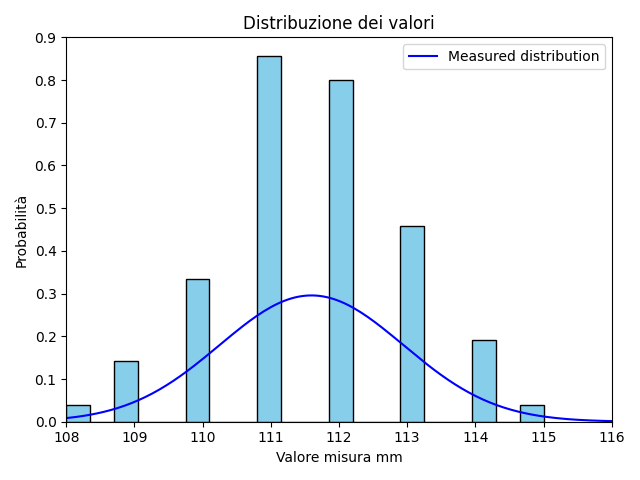 Distribuzione dei valori
Measured distribution
0.9
0.8
0.7
0.6
0.5
0.4
0.3
0.2
0.1
0.0
Probabilità
108 109 110 111 112 113 114 115 116
Valore misura mm